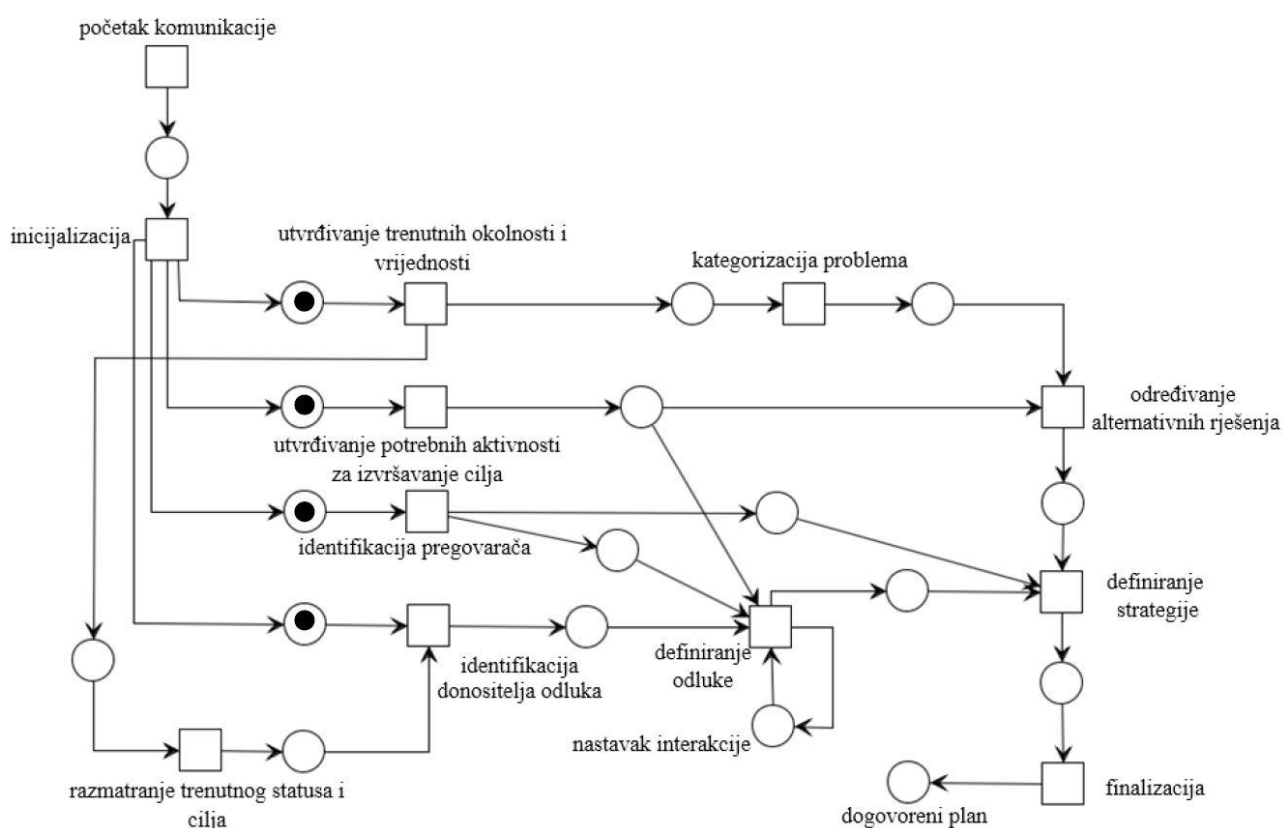 početak komunikacije
inicijalizacija
utvrđivanje trenutnih okolnosti i
vrijednosti
kategorizacija problema
određivanje
alternativnih rješenja
utvrđivanje potrebnih aktivnosti
za izvršavanje cilja
identifikacija pregovarača
definiranje
strategije
identifikacija
donositelja odluka
definiranje
odluke
nastavak interakcije
razmatranje trenutnog statusa i
cilja
dogovoreni plan
finalizacija